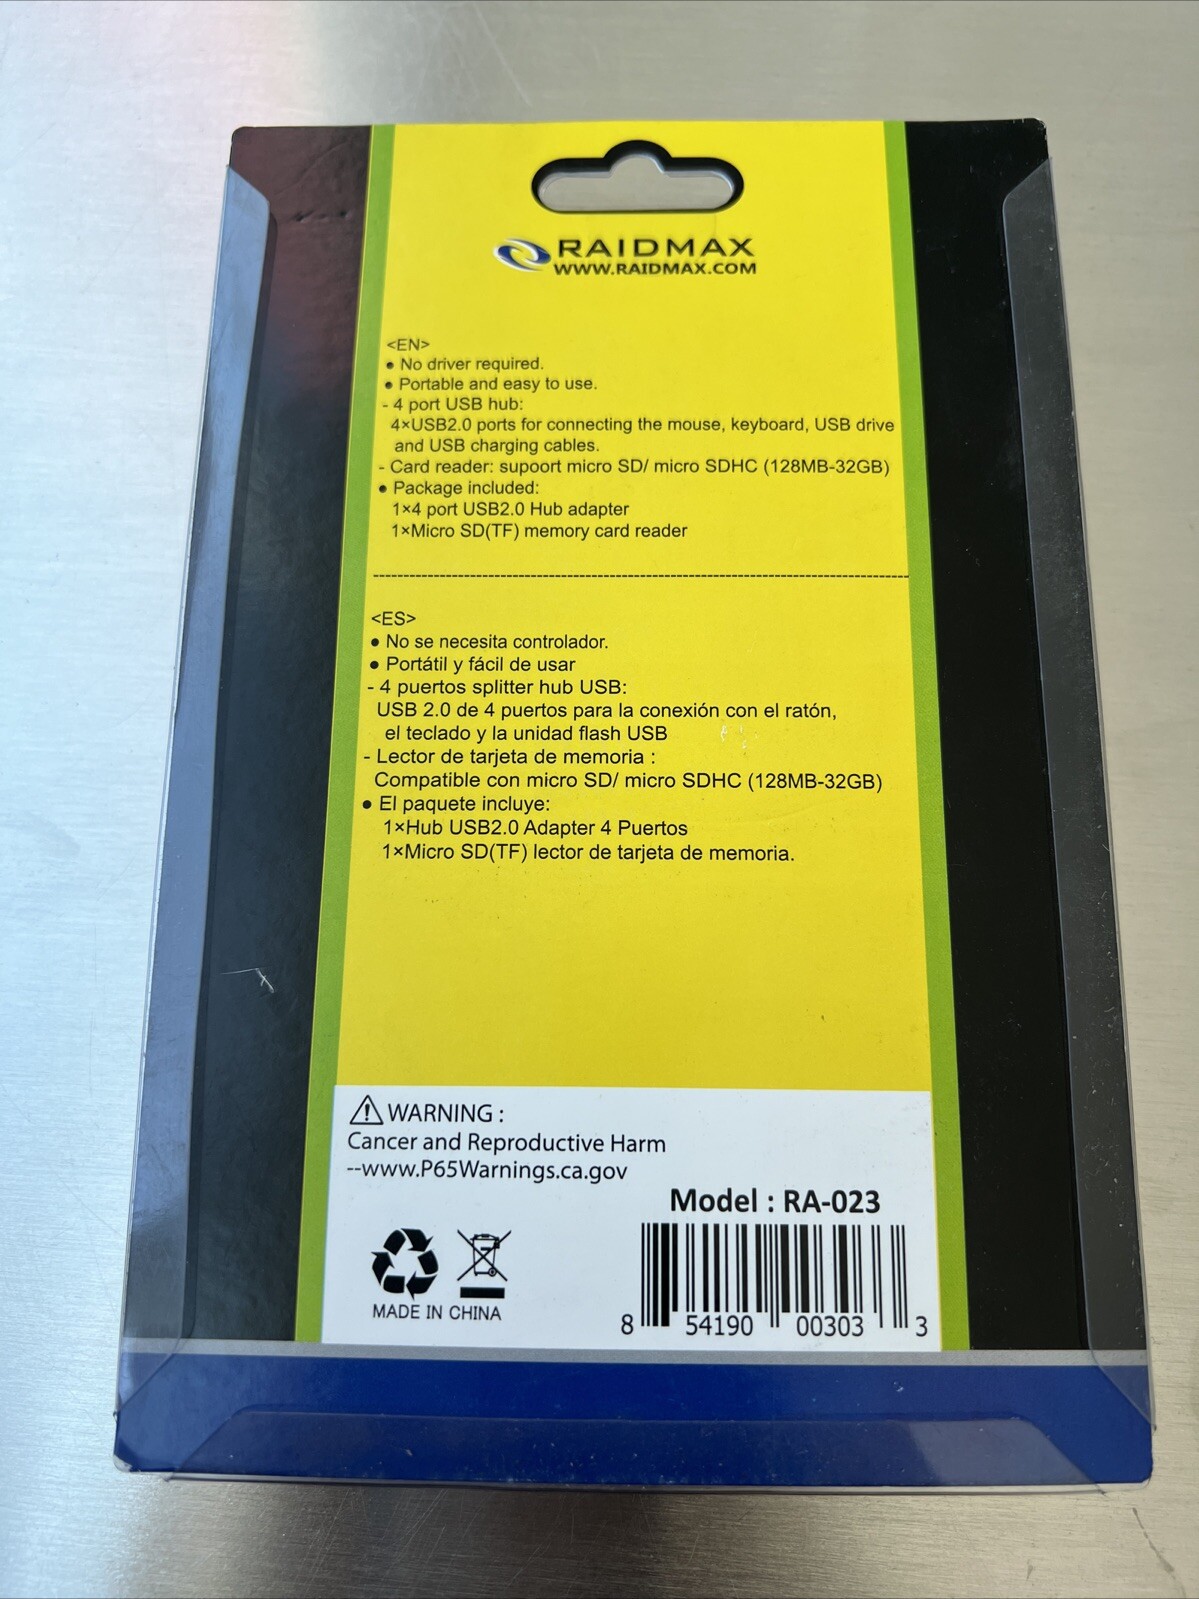 RAIDMAX
WWW.RAIDMAX.COM
<EN>
• No driver required.
• Portable and easy to use.
- 4 port USB hub:
4×USB2.0 ports for connecting the mouse, keyboard, USB drive
and USB charging cables.
- Card reader: supoort micro SD/ micro SDHC (128MB-32GB)
• Package included:
1×4 port USB2.0 Hub adapter
1×Micro SD(TF) memory card reader
<ES>
• No se necesita controlador.
• Portátil y fácil de usar
- 4 puertos splitter hub USB:
USB 2.0 de 4 puertos para la conexión con el ratón,
el teclado y la unidad flash USB
- Lector de tarjeta de memoria :
Compatible con micro SD/ micro SDHC (128MB-32GB)
• El paquete incluye:
1×Hub USB2.0 Adapter 4 Puertos
1×Micro SD(TF) lector de tarjeta de memoria.
WARNING :
Cancer and Reproductive Harm
--www.P65Warnings.ca.gov
Model : RA-023
MADE IN CHINA
8 54190 00303 3